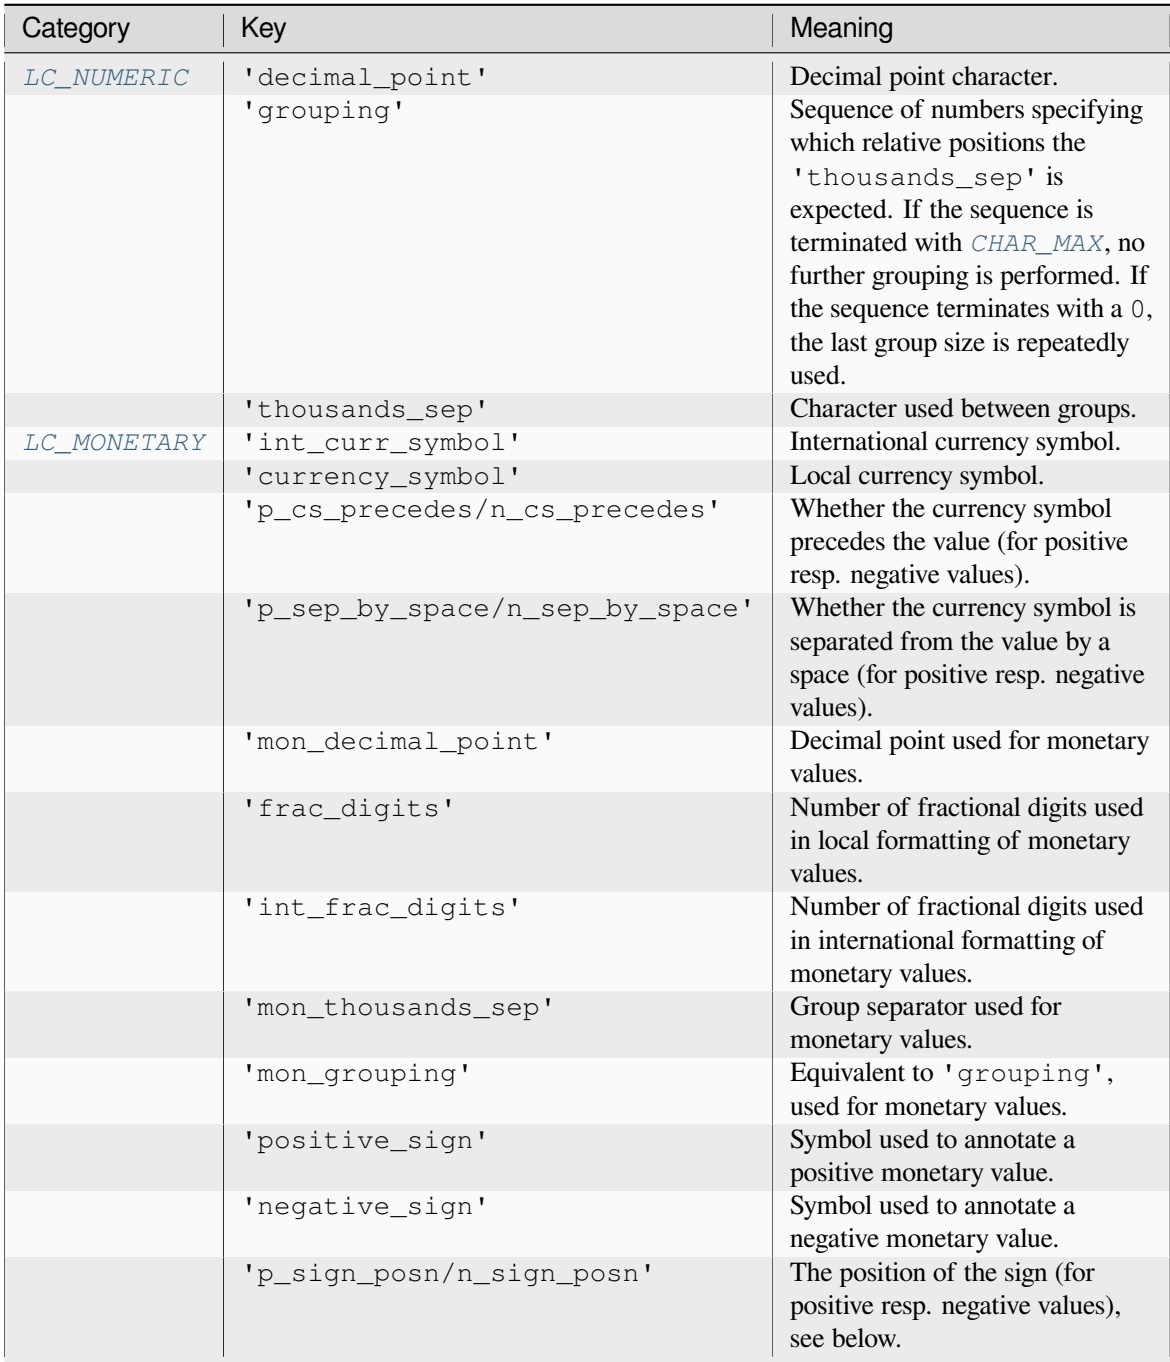 Category Key Meaning
LC_NUMERIC 'decimal_point' Decimal point character.
'grouping' Sequence of numbers specifying
which relative positions the
'thousands_sep' is
expected. If the sequence is
terminated with CHAR_MAX, no
further grouping is performed. If
the sequence terminates with a 0,
the last group size is repeatedly
used.
'thousands_sep' Character used between groups.
LC_MONETARY 'int_curr_symbol' International currency symbol.
'currency_symbol' Local currency symbol.
'p_cs_precedes/n_cs_precedes' Whether the currency symbol
precedes the value (for positive
resp. negative values).
'p_sep_by_space/n_sep_by_space' Whether the currency symbol is
separated from the value by a
space (for positive resp. negative
values).
'mon_decimal_point' Decimal point used for monetary
values.
'frac_digits' Number of fractional digits used
in local formatting of monetary
values.
'int_frac_digits' Number of fractional digits used
in international formatting of
monetary values.
'mon_thousands_sep' Group separator used for
monetary values.
'mon_grouping' Equivalent to 'grouping',
used for monetary values.
'positive_sign' Symbol used to annotate a
positive monetary value.
'negative_sign' Symbol used to annotate a
negative monetary value.
'p_sign_posn/n_sign_posn' The position of the sign (for
positive resp. negative values),
see below.